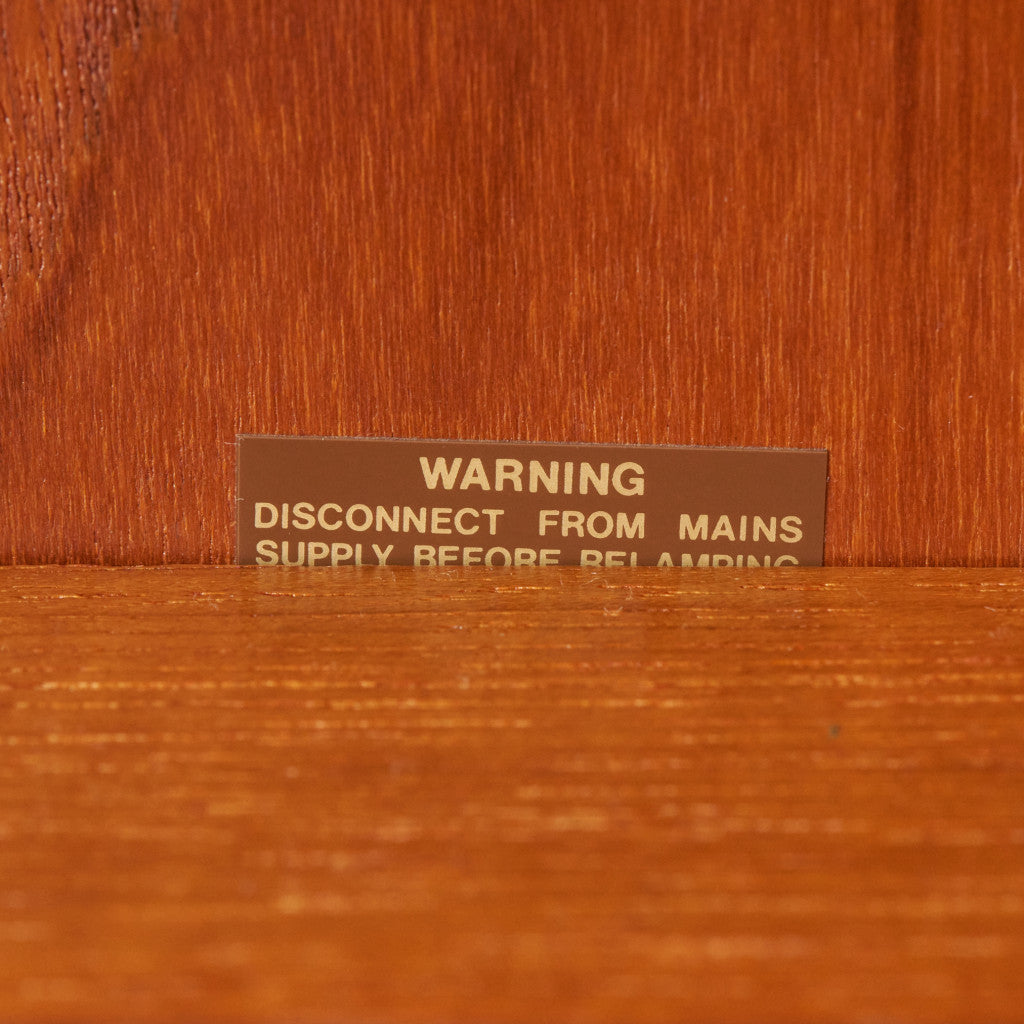 WARNING
DISCONNECT FROM MAINS
SUPPLY BEFORE RELAMPING